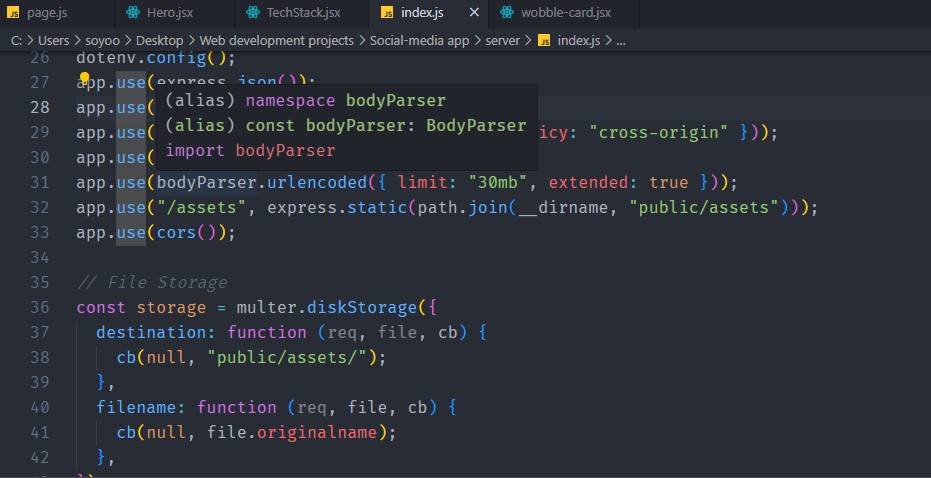 JS page.js Hero.jsx TechStack.jsx JS index.js × wobble-card.jsx
C: > Users > soyoo > Desktop > Web development projects > Social-media app > server > JS index.js > ...
26 dotenv.config();
27 app.use(express.json());
28 app.use(
29 app.use( icy: "cross-origin" }));
30 app.use(
(alias) namespace bodyParser
(alias) const bodyParser: BodyParser
import bodyParser
31 app.use(bodyParser.urlencoded({ limit: "30mb", extended: true }));
32 app.use("/assets", express.static(path.join(__dirname, "public/assets")));
33 app.use(cors());
34
35 // File Storage
36 const storage = multer.diskStorage({
37 destination: function (req, file, cb) {
38 cb(null, "public/assets/");
39 },
40 filename: function (req, file, cb) {
41 cb(null, file.originalname);
42 },